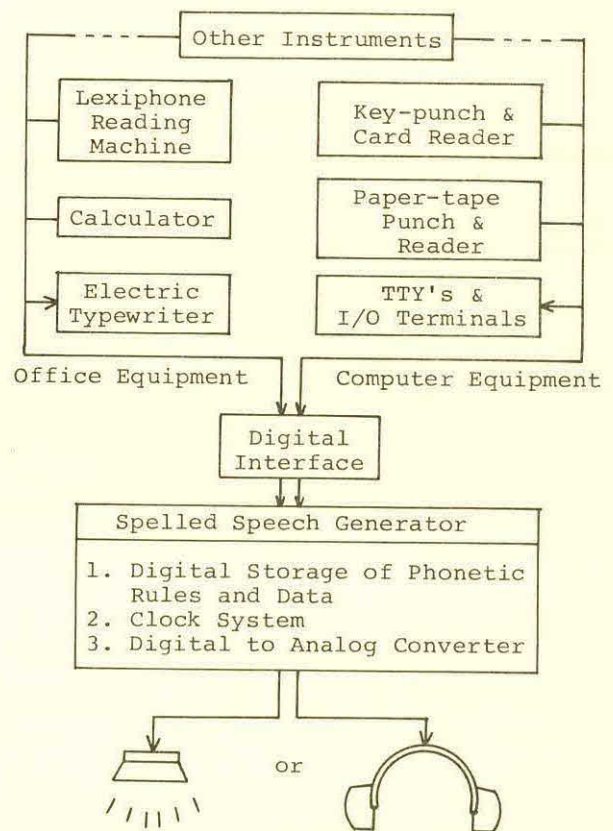 Other Instruments
Lexiphone
Reading
Machine
Key-punch &
Card Reader
Calculator
Paper-tape
Punch &
Reader
Electric
Typewriter
TTY's &
I/O Terminals
Office Equipment
Computer Equipment
Digital
Interface
Spelled Speech Generator
1. Digital Storage of Phonetic
Rules and Data
2. Clock System
3. Digital to Analog Converter
or